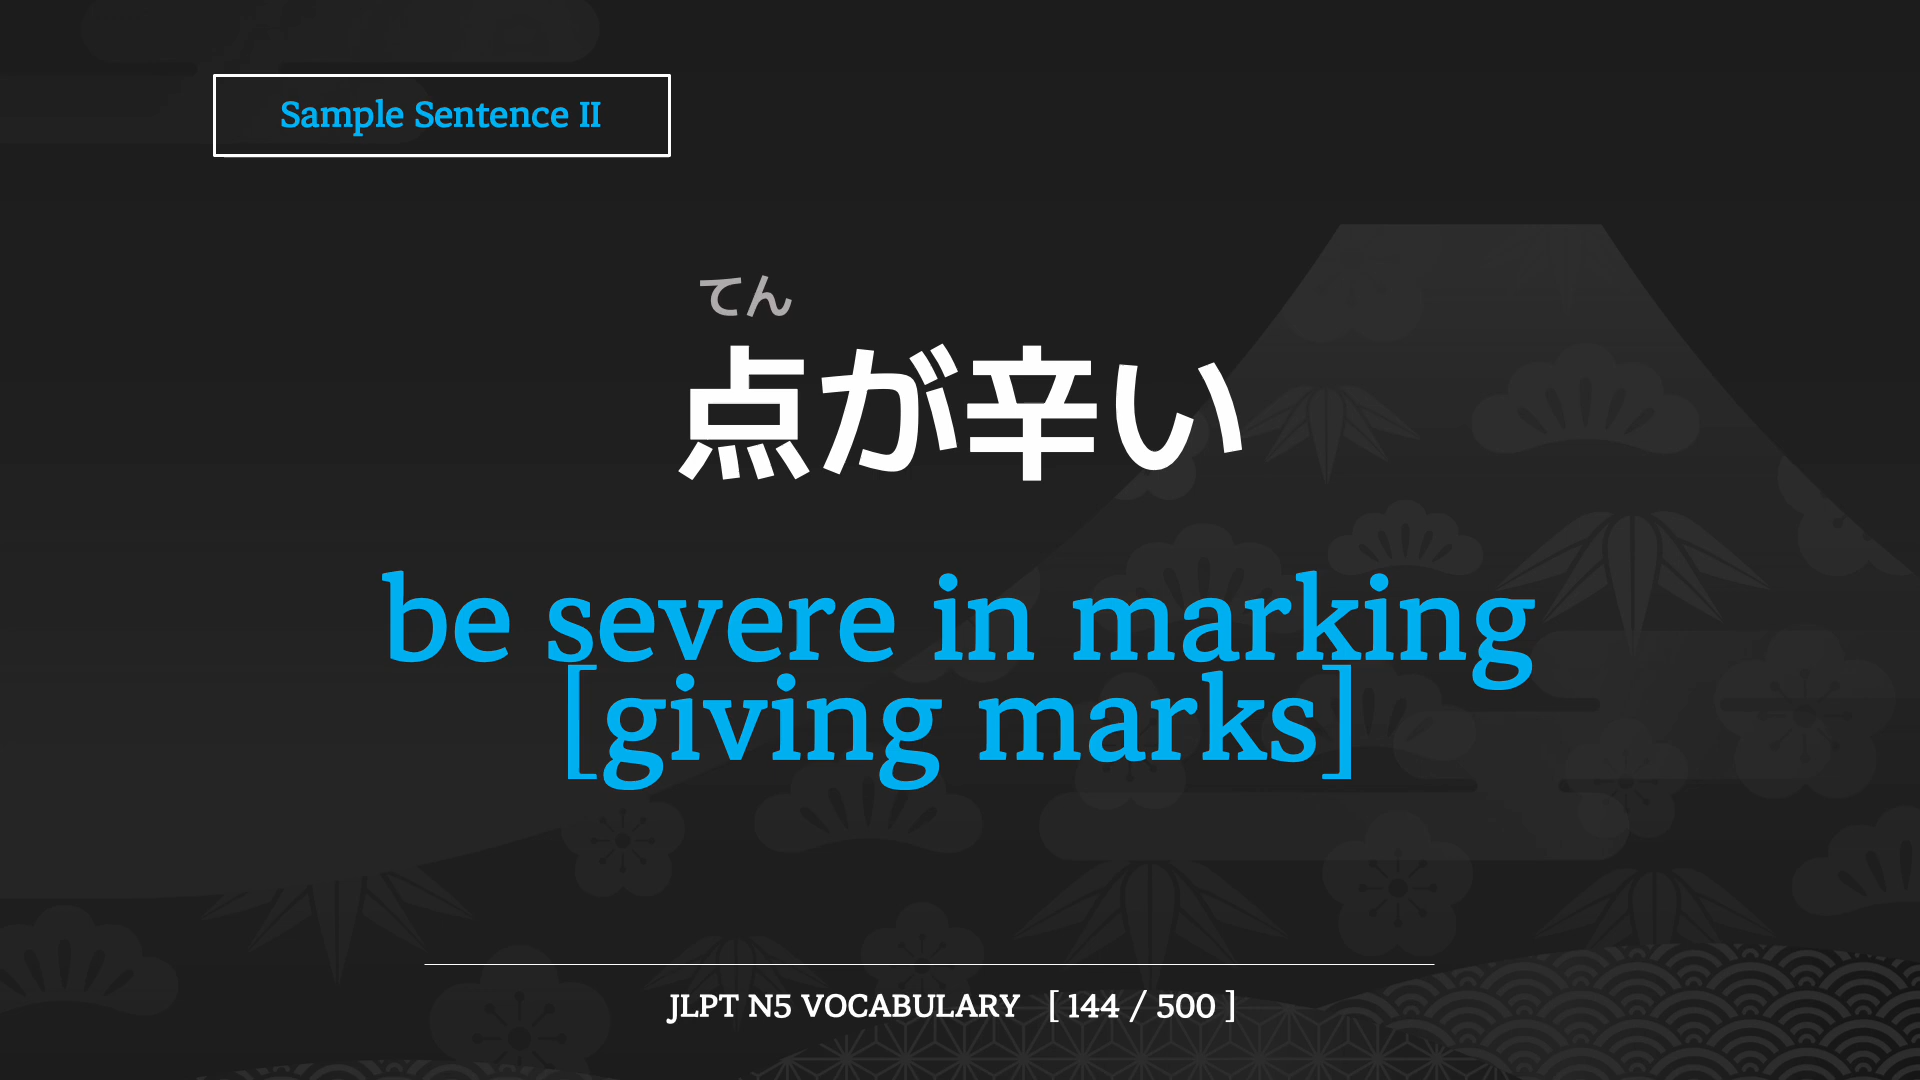 Sample Sentence II
てん
点が辛い
be severe in marking
[giving marks]
JLPT N5 VOCABULARY [ 144 / 500 ]